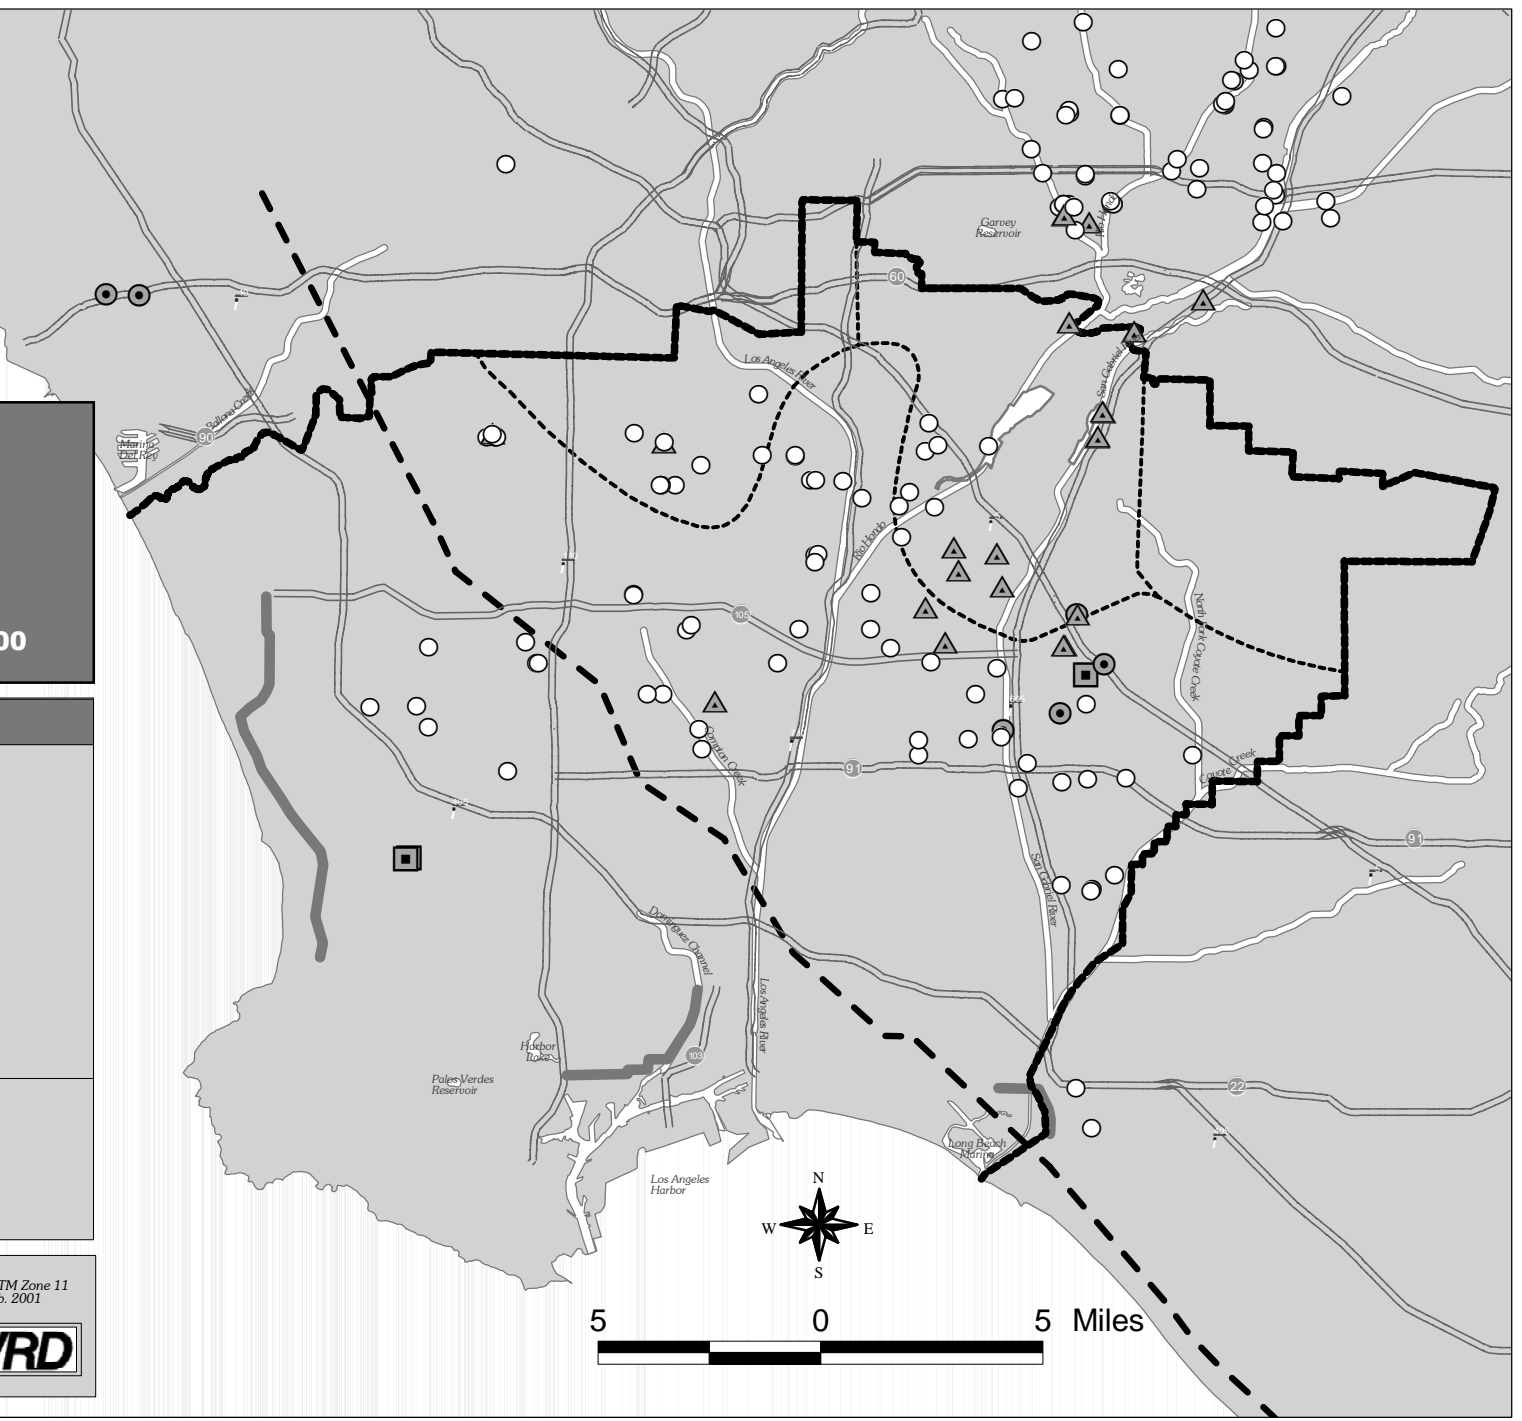 Garvey
Reservoir
Rio Hondo
60
Los Angeles River
San Gabriel
Ballona Creek
90
Marina
Del Rey
Rio Hondo
105
North Fork Coyote Creek
605
Compton Creek
91
Coyote Creek
91
00
San Gabriel River
Dominguez Channel
Los Angeles River
Harbor
Lake
103
Palos Verdes
Reservoir
22
Long Beach
Marina
Los Angeles
Harbor
N
W
E
S
TM Zone 11
b. 2001
RD
5
0
5 Miles